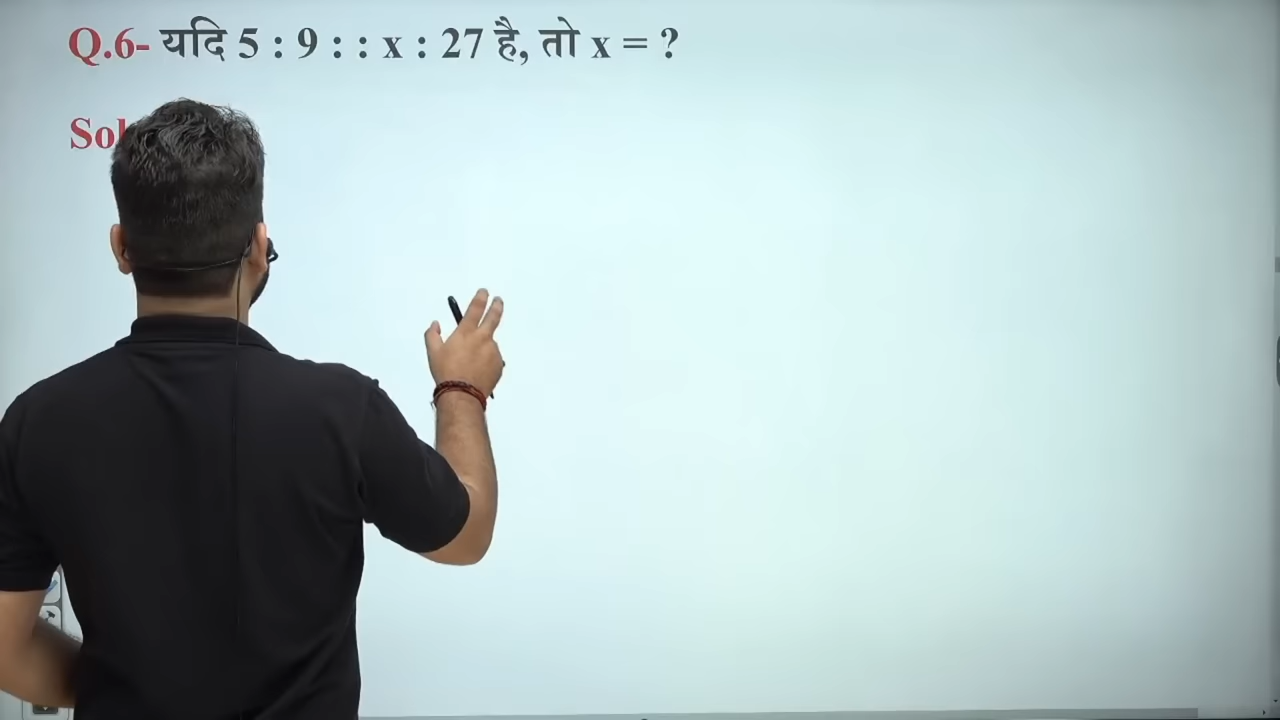 Q.6- यदि 5 : 9 : : x : 27 है, तो x = ?
Sol